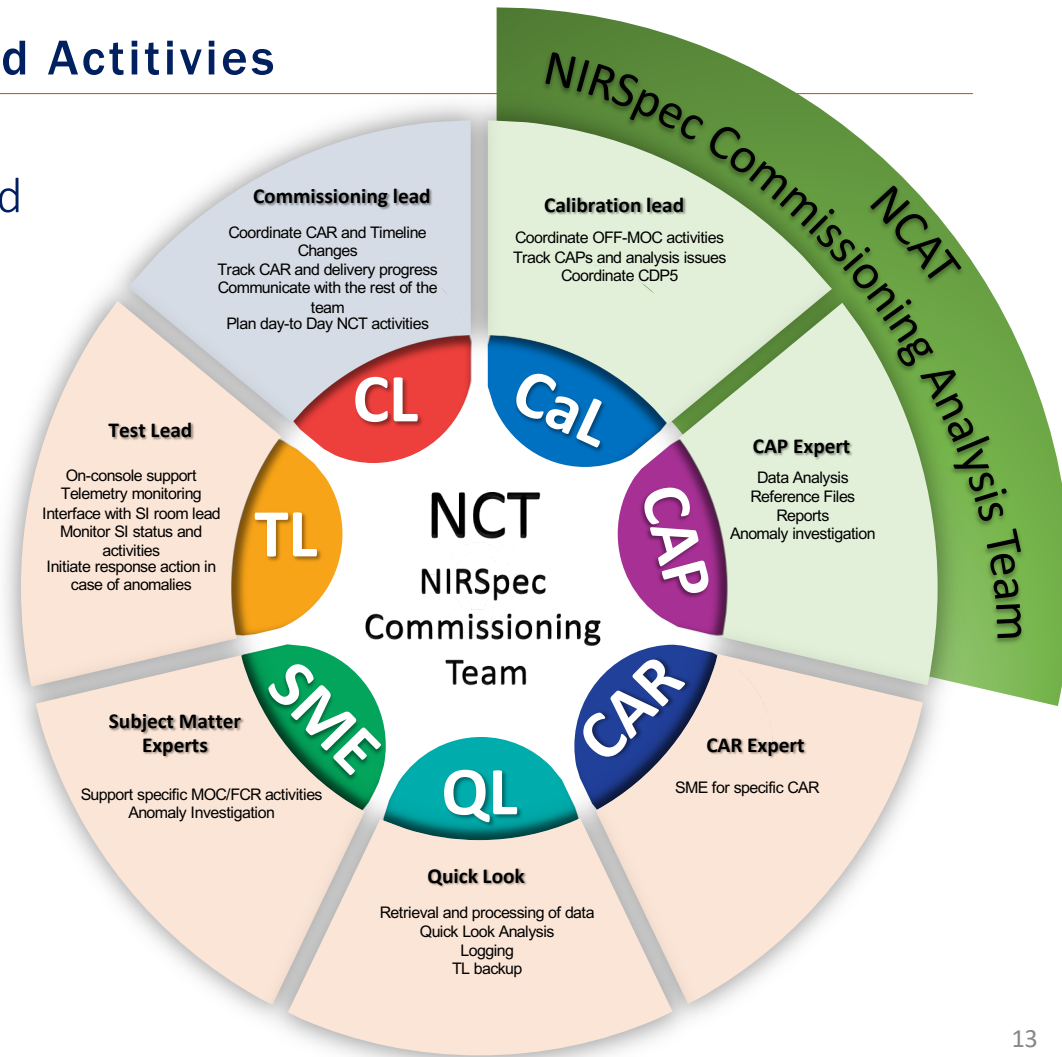 d Actitivies
d
NIRSpec Commissioning Analysis Team
NCAT
Commissioning lead
Coordinate CAR and Timeline
Changes
Track CAR and delivery progress
Communicate with the rest of the
team
Plan day-to Day NCT activities
CL
Calibration lead
Coordinate OFF-MOC activities
Track CAPs and analysis issues
Coordinate CDP5
CaL
CAP Expert
Data Analysis
Reference Files
Reports
Anomaly investigation
CAP
CAR Expert
SME for specific CAR
CAR
Quick Look
Retrieval and processing of data
Quick Look Analysis
Logging
TL backup
QL
Subject Matter
Experts
Support specific MOC/FCR activities
Anomaly Investigation
SME
Test Lead
On-console support
Telemetry monitoring
Interface with SI room lead
Monitor SI status and
activities
Initiate response action in
case of anomalies
TL
NCT
NIRSpec
Commissioning
Team
13